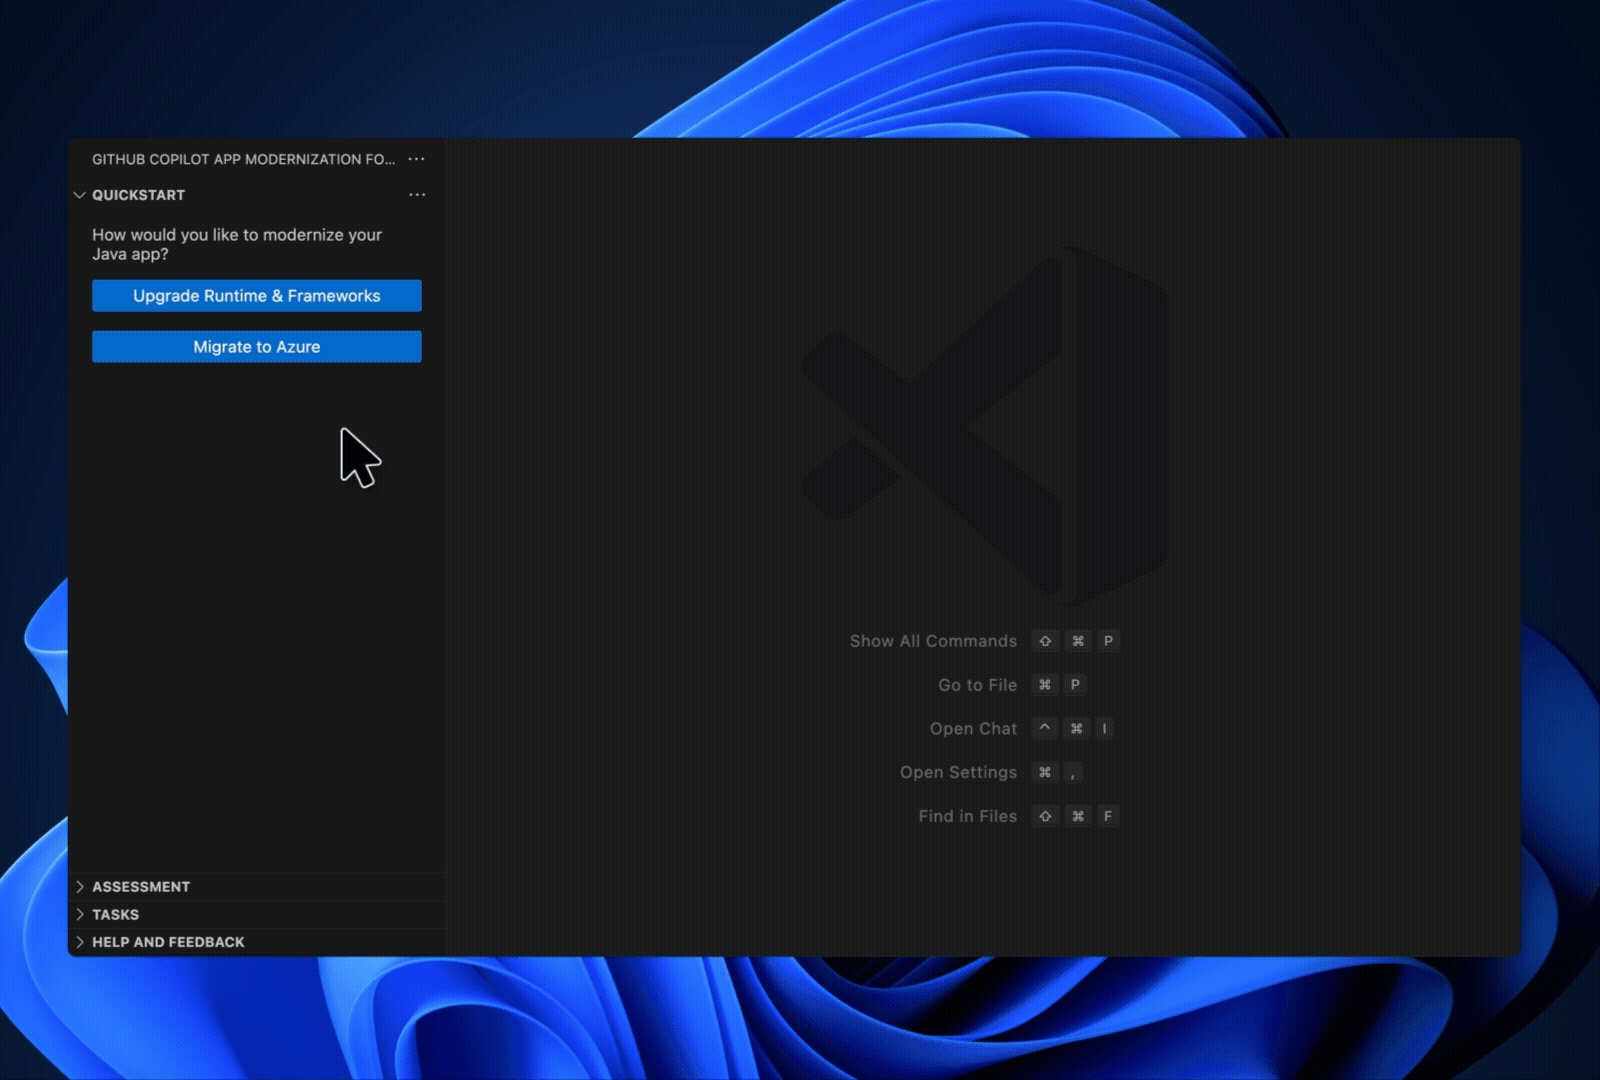 GITHUB COPILOT APP MODERNIZATION FO... ···
QUICKSTART ···
How would you like to modernize your
Java app?
Upgrade Runtime & Frameworks
Migrate to Azure
Show All Commands ⇧ ⌘ P
Go to File ⌘ P
Open Chat ^ ⌘ I
Open Settings ⌘ ,
Find in Files ⇧ ⌘ F
ASSESSMENT
TASKS
HELP AND FEEDBACK